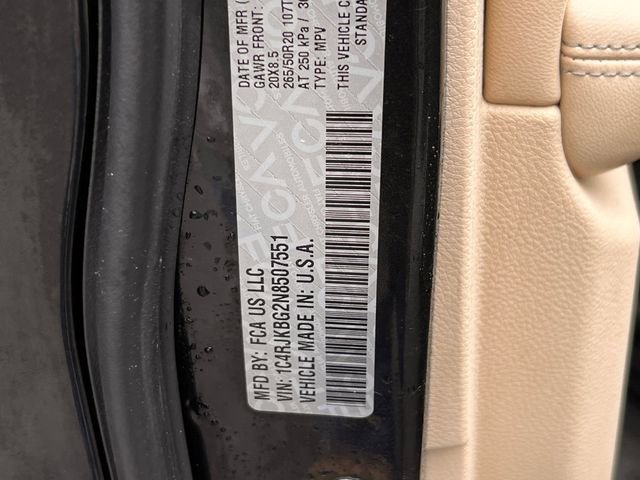 DATE OF MFR
GAWR FRONT:
20X8.5
265/50R20 107T
AT 250 kPa / 36
TYPE: MPV
THIS VEHICLE C
STANDA
MFD BY: FCA US LLC
VIN: 1C4RJKBG2N8507551
VEHICLE MADE IN: U.S.A.